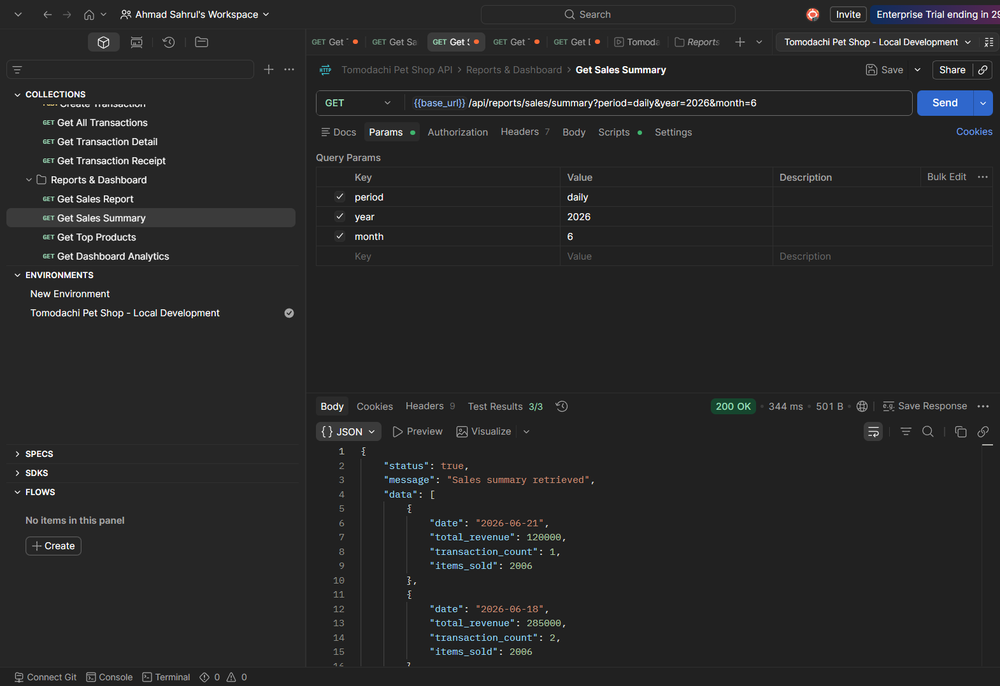 Ahmad Sahrul's Workspace
Search
Invite
Enterprise Trial ending in 29
GET Get
GET Get Sa
GET Get S
GET Get
GET Get
Tomoda
Reports
Tomodachi Pet Shop - Local Development
Tomodachi Pet Shop API > Reports & Dashboard > Get Sales Summary
Save
Share
GET
{{base_url}} /api/reports/sales/summary?period=daily&year=2026&month=6
Send
Docs
Params
Authorization
Headers 7
Body
Scripts
Settings
Cookies
Query Params
Key Value Description Bulk Edit
period daily
year 2026
month 6
Key Value Description
COLLECTIONS
Create Transaction
GET Get All Transactions
GET Get Transaction Detail
GET Get Transaction Receipt
Reports & Dashboard
GET Get Sales Report
GET Get Sales Summary
GET Get Top Products
GET Get Dashboard Analytics
ENVIRONMENTS
New Environment
Tomodachi Pet Shop - Local Development
SPECS
SDKS
FLOWS
No items in this panel
Create
Body
Cookies
Headers 9
Test Results 3/3
200 OK
344 ms
501 B
e.g. Save Response
{} JSON
Preview
Visualize
1 {
2 "status": true,
3 "message": "Sales summary retrieved",
4 "data": [
5 {
6 "date": "2026-06-21",
7 "total_revenue": 120000,
8 "transaction_count": 1,
9 "items_sold": 2006
10 },
11 {
12 "date": "2026-06-18",
13 "total_revenue": 285000,
14 "transaction_count": 2,
15 "items_sold": 2006
16 }
Connect Git
Console
Terminal
0
0